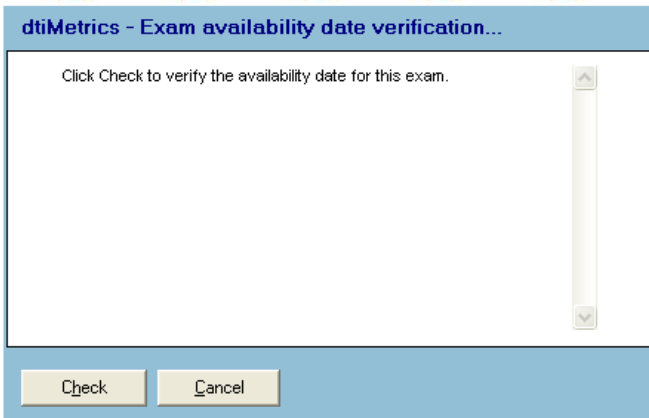 dtiMetrics - Exam availability date verification...
Click Check to verify the availability date for this exam.
Check
Cancel